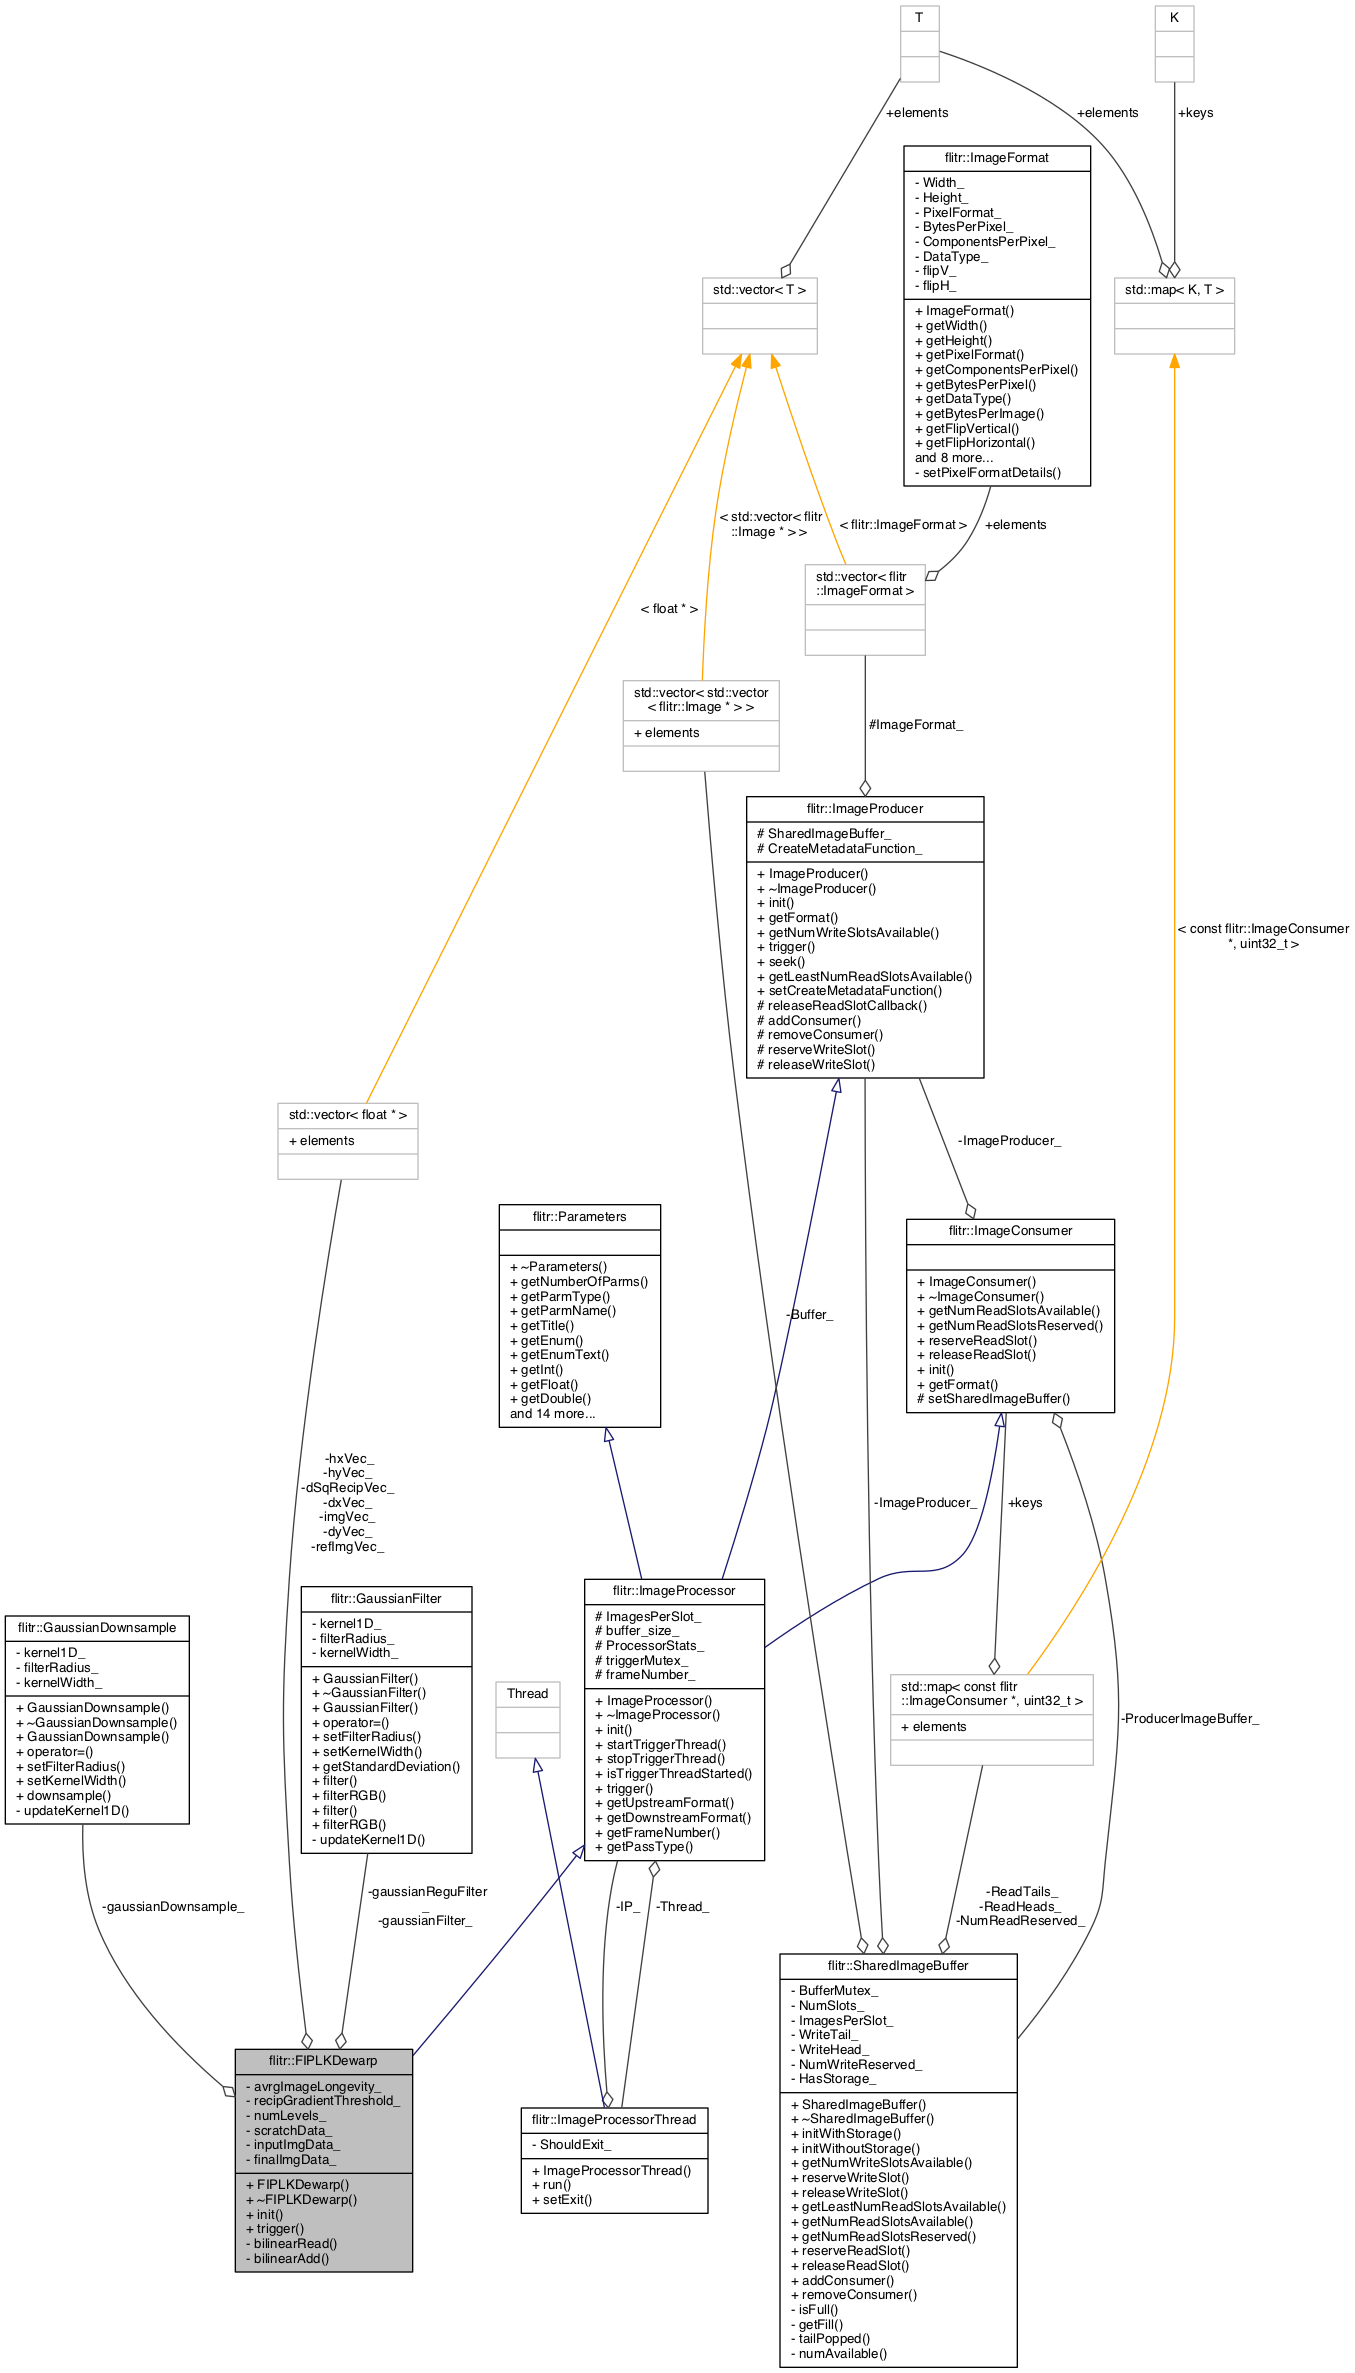 T
K
+elements
+elements
+keys
flitr::ImageFormat
- Width_
- Height_
- PixelFormat_
- BytesPerPixel_
- ComponentsPerPixel_
- DataType_
- flipV_
- flipH_
+ ImageFormat()
+ getWidth()
+ getHeight()
+ getPixelFormat()
+ getComponentsPerPixel()
+ getBytesPerPixel()
+ getDataType()
+ getBytesPerImage()
+ getFlipVertical()
+ getFlipHorizontal()
and 8 more...
- setPixelFormatDetails()
std::vector< T >
std::map< K, T >
< std::vector< flitr
::Image * > >
< flitr::ImageFormat >
+elements
std::vector< flitr
::ImageFormat >
< float * >
std::vector< std::vector
< flitr::Image * > >
+ elements
#ImageFormat_
flitr::ImageProducer
# SharedImageBuffer_
# CreateMetadataFunction_
+ ImageProducer()
+ ~ImageProducer()
+ init()
+ getFormat()
+ getNumWriteSlotsAvailable()
+ trigger()
+ seek()
+ getLeastNumReadSlotsAvailable()
+ setCreateMetadataFunction()
# releaseReadSlotCallback()
# addConsumer()
# removeConsumer()
# reserveWriteSlot()
# releaseWriteSlot()
< const flitr::ImageConsumer
*, uint32_t >
std::vector< float * >
+ elements
-ImageProducer_
flitr::Parameters
+ ~Parameters()
+ getNumberOfParms()
+ getParmType()
+ getParmName()
+ getTitle()
+ getEnum()
+ getEnumText()
+ getInt()
+ getFloat()
+ getDouble()
and 14 more...
-Buffer_
flitr::ImageConsumer
+ ImageConsumer()
+ ~ImageConsumer()
+ getNumReadSlotsAvailable()
+ getNumReadSlotsReserved()
+ reserveReadSlot()
+ releaseReadSlot()
+ init()
+ getFormat()
# setSharedImageBuffer()
-hxVec_
-hyVec_
-dSqRecipVec_
-dxVec_
-imgVec_
-dyVec_
-refImgVec_
-ImageProducer_
+keys
flitr::GaussianDownsample
- kernel1D_
- filterRadius_
- kernelWidth_
+ GaussianDownsample()
+ ~GaussianDownsample()
+ GaussianDownsample()
+ operator=()
+ setFilterRadius()
+ setKernelWidth()
+ downsample()
- updateKernel1D()
flitr::GaussianFilter
- kernel1D_
- filterRadius_
- kernelWidth_
+ GaussianFilter()
+ ~GaussianFilter()
+ GaussianFilter()
+ operator=()
+ setFilterRadius()
+ setKernelWidth()
+ getStandardDeviation()
+ filter()
+ filterRGB()
+ filter()
+ filterRGB()
- updateKernel1D()
Thread
flitr::ImageProcessor
# ImagesPerSlot_
# buffer_size_
# ProcessorStats_
# triggerMutex_
# frameNumber_
+ ImageProcessor()
+ ~ImageProcessor()
+ init()
+ startTriggerThread()
+ stopTriggerThread()
+ isTriggerThreadStarted()
+ trigger()
+ getUpstreamFormat()
+ getDownstreamFormat()
+ getFrameNumber()
+ getPassType()
std::map< const flitr
::ImageConsumer *, uint32_t >
+ elements
-ProducerImageBuffer_
-gaussianDownsample_
-gaussianReguFilter
_
-gaussianFilter_
-IP_
-Thread_
-ReadTails_
-ReadHeads_
-NumReadReserved_
flitr::FIPLKDewarp
- avrgImageLongevity_
- recipGradientThreshold_
- numLevels_
- scratchData_
- inputImgData_
- finalImgData_
+ FIPLKDewarp()
+ ~FIPLKDewarp()
+ init()
+ trigger()
- bilinearRead()
- bilinearAdd()
flitr::ImageProcessorThread
- ShouldExit_
+ ImageProcessorThread()
+ run()
+ setExit()
flitr::SharedImageBuffer
- BufferMutex_
- NumSlots_
- ImagesPerSlot_
- WriteTail_
- WriteHead_
- NumWriteReserved_
- HasStorage_
+ SharedImageBuffer()
+ ~SharedImageBuffer()
+ initWithStorage()
+ initWithoutStorage()
+ getNumWriteSlotsAvailable()
+ reserveWriteSlot()
+ releaseWriteSlot()
+ getLeastNumReadSlotsAvailable()
+ getNumReadSlotsAvailable()
+ getNumReadSlotsReserved()
+ reserveReadSlot()
+ releaseReadSlot()
+ addConsumer()
+ removeConsumer()
- isFull()
- getFill()
- tailPopped()
- numAvailable()